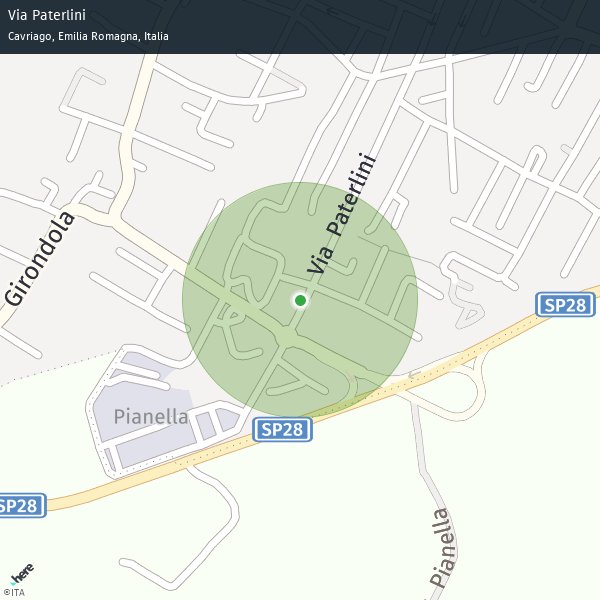 Via Paterlini
Cavriago, Emilia Romagna, Italia
Via Paterlini
Girondola
SP28
Pianella
SP28
SP28
Pianella
here
©ITA